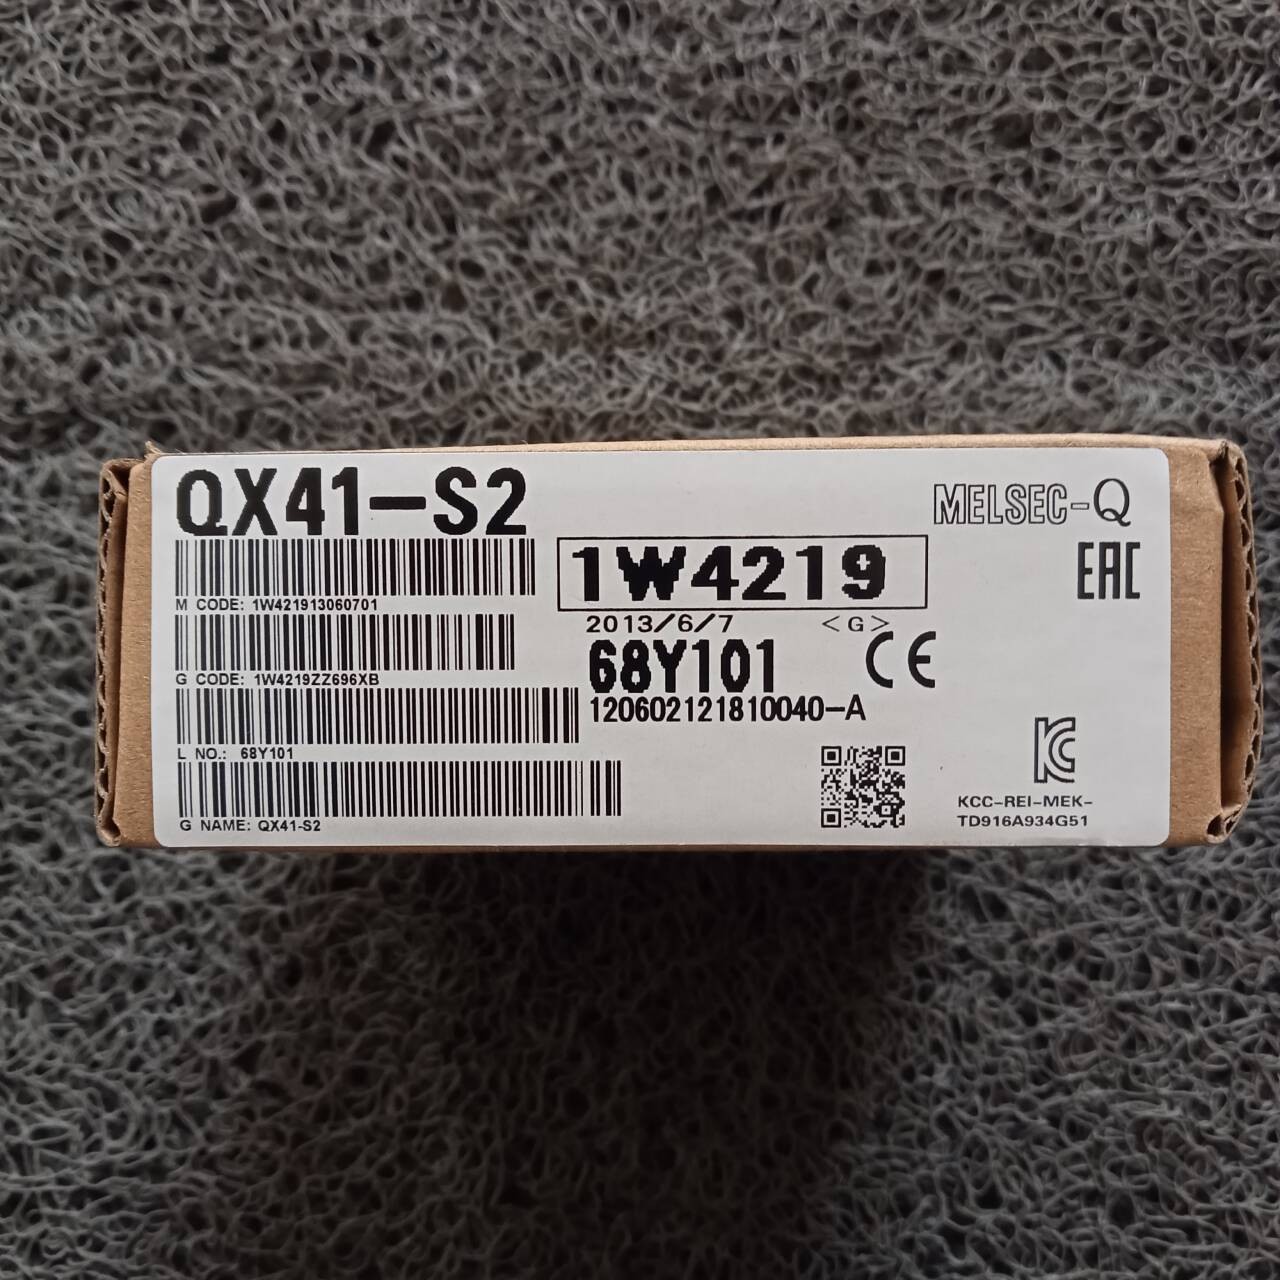 QX41-S2
MELSEC-Q
1W4219
EAC
M CODE: 1W421913060701
2013/6/7 <G>
68Y101
CE
G CODE: 1W4219ZZ696XB
120602121810040-A
L NO.: 68Y101
KC
G NAME: QX41-S2
KCC-REI-MEK-
TD916A934G51